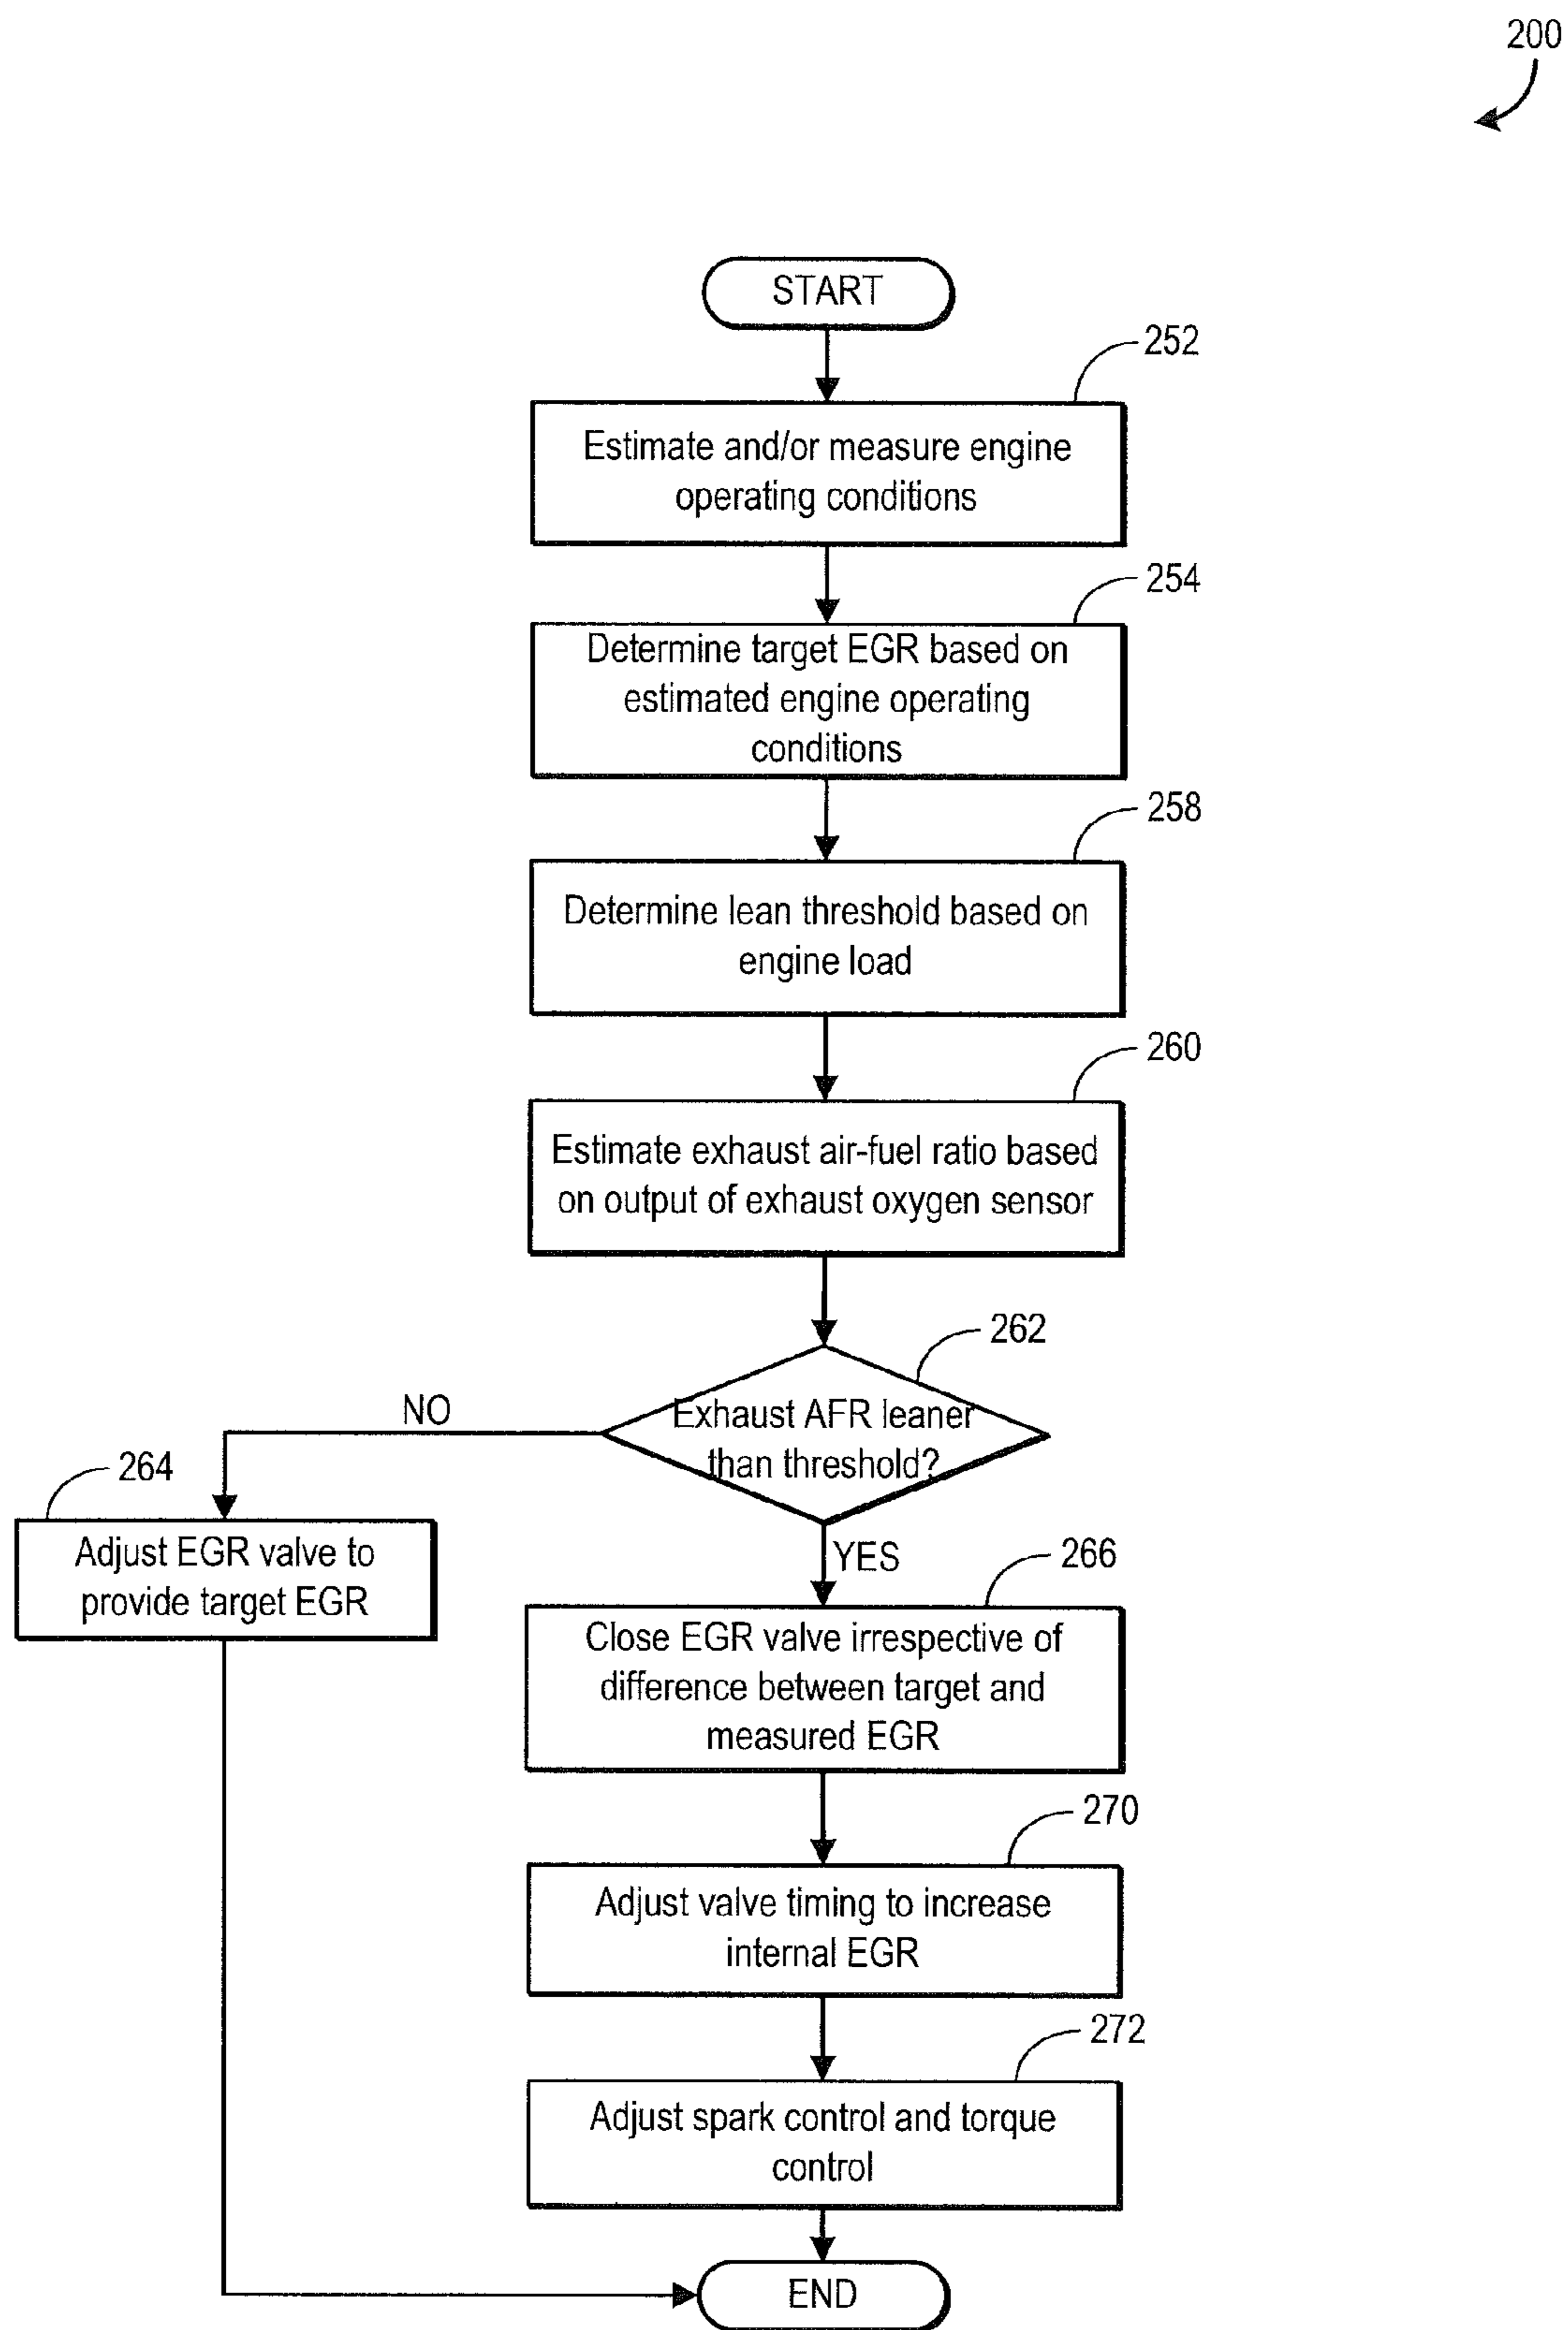 200
START
252
Estimate and/or measure engine
operating conditions
254
Determine target EGR based on
estimated engine operating
conditions
258
Determine lean threshold based on
engine load
260
Estimate exhaust air-fuel ratio based
on output of exhaust oxygen sensor
262
Exhaust AFR leaner
than threshold?
NO
264
Adjust EGR valve to
provide target EGR
YES
266
Close EGR valve irrespective of
difference between target and
measured EGR
270
Adjust valve timing to increase
internal EGR
272
Adjust spark control and torque
control
END